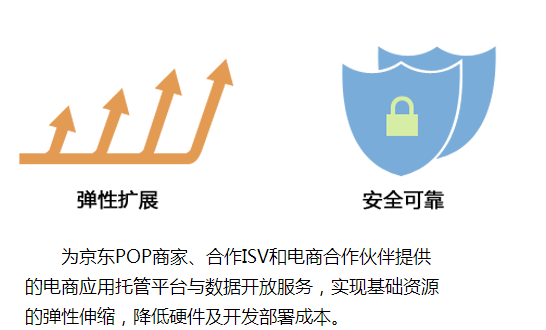 弹性扩展
安全可靠
为京东POP商家、合作ISV和电商合作伙伴提供
的电商应用托管平台与数据开放服务，实现基础资源
的弹性伸缩，降低硬件及开发部署成本。